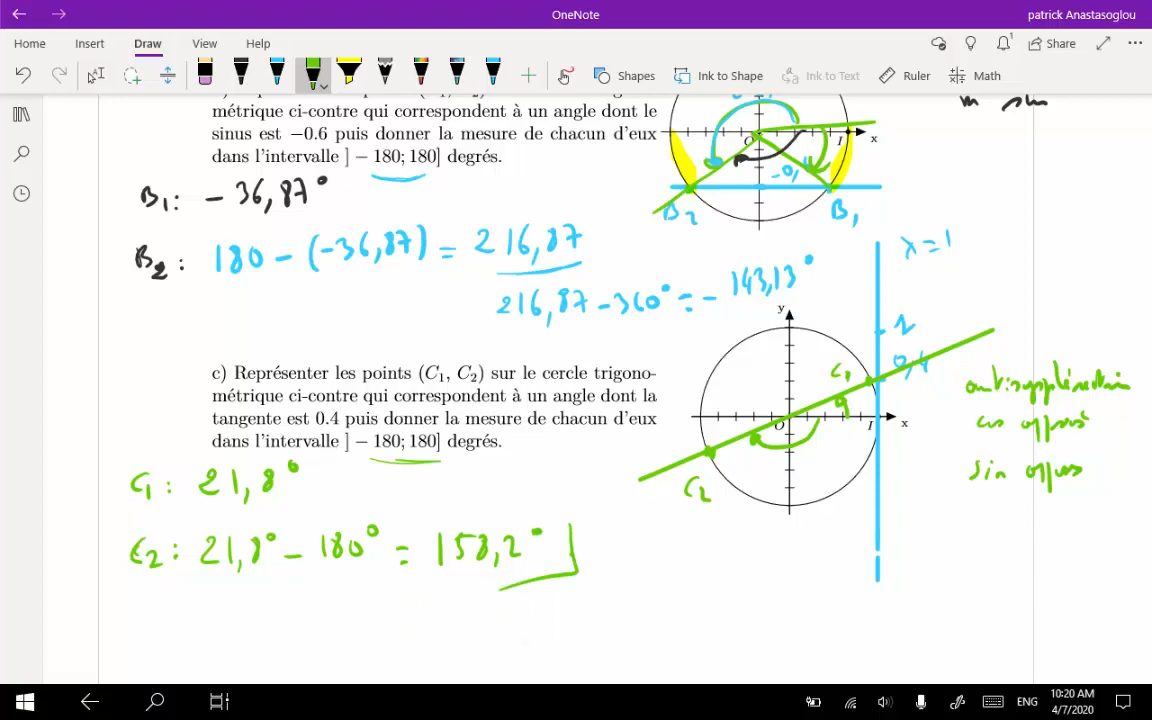 OneNote
patrick Anastasoglou
Home Insert Draw View Help
Share
Shapes Ink to Shape Ink to Text Ruler Math
métrique ci-contre qui correspondent à un angle dont le
sinus est −0.6 puis donner la mesure de chacun d'eux
dans l'intervalle ] − 180; 180] degrés.
O I x
B2 B1
B1: - 36,87°
B2: 180 - (-36,87) = 216,87
216,87 - 360° = - 143,13°
x = 1
y
c) Représenter les points (C1, C2) sur le cercle trigono-
métrique ci-contre qui correspondent à un angle dont la
tangente est 0.4 puis donner la mesure de chacun d'eux
dans l'intervalle ] − 180; 180] degrés.
1
0,4
C1
O I x
C2
cos opposé
sin opposé
C1: 21,8°
C2: 21,8° - 180° = 158,2°
ENG
10:20 AM
4/7/2020